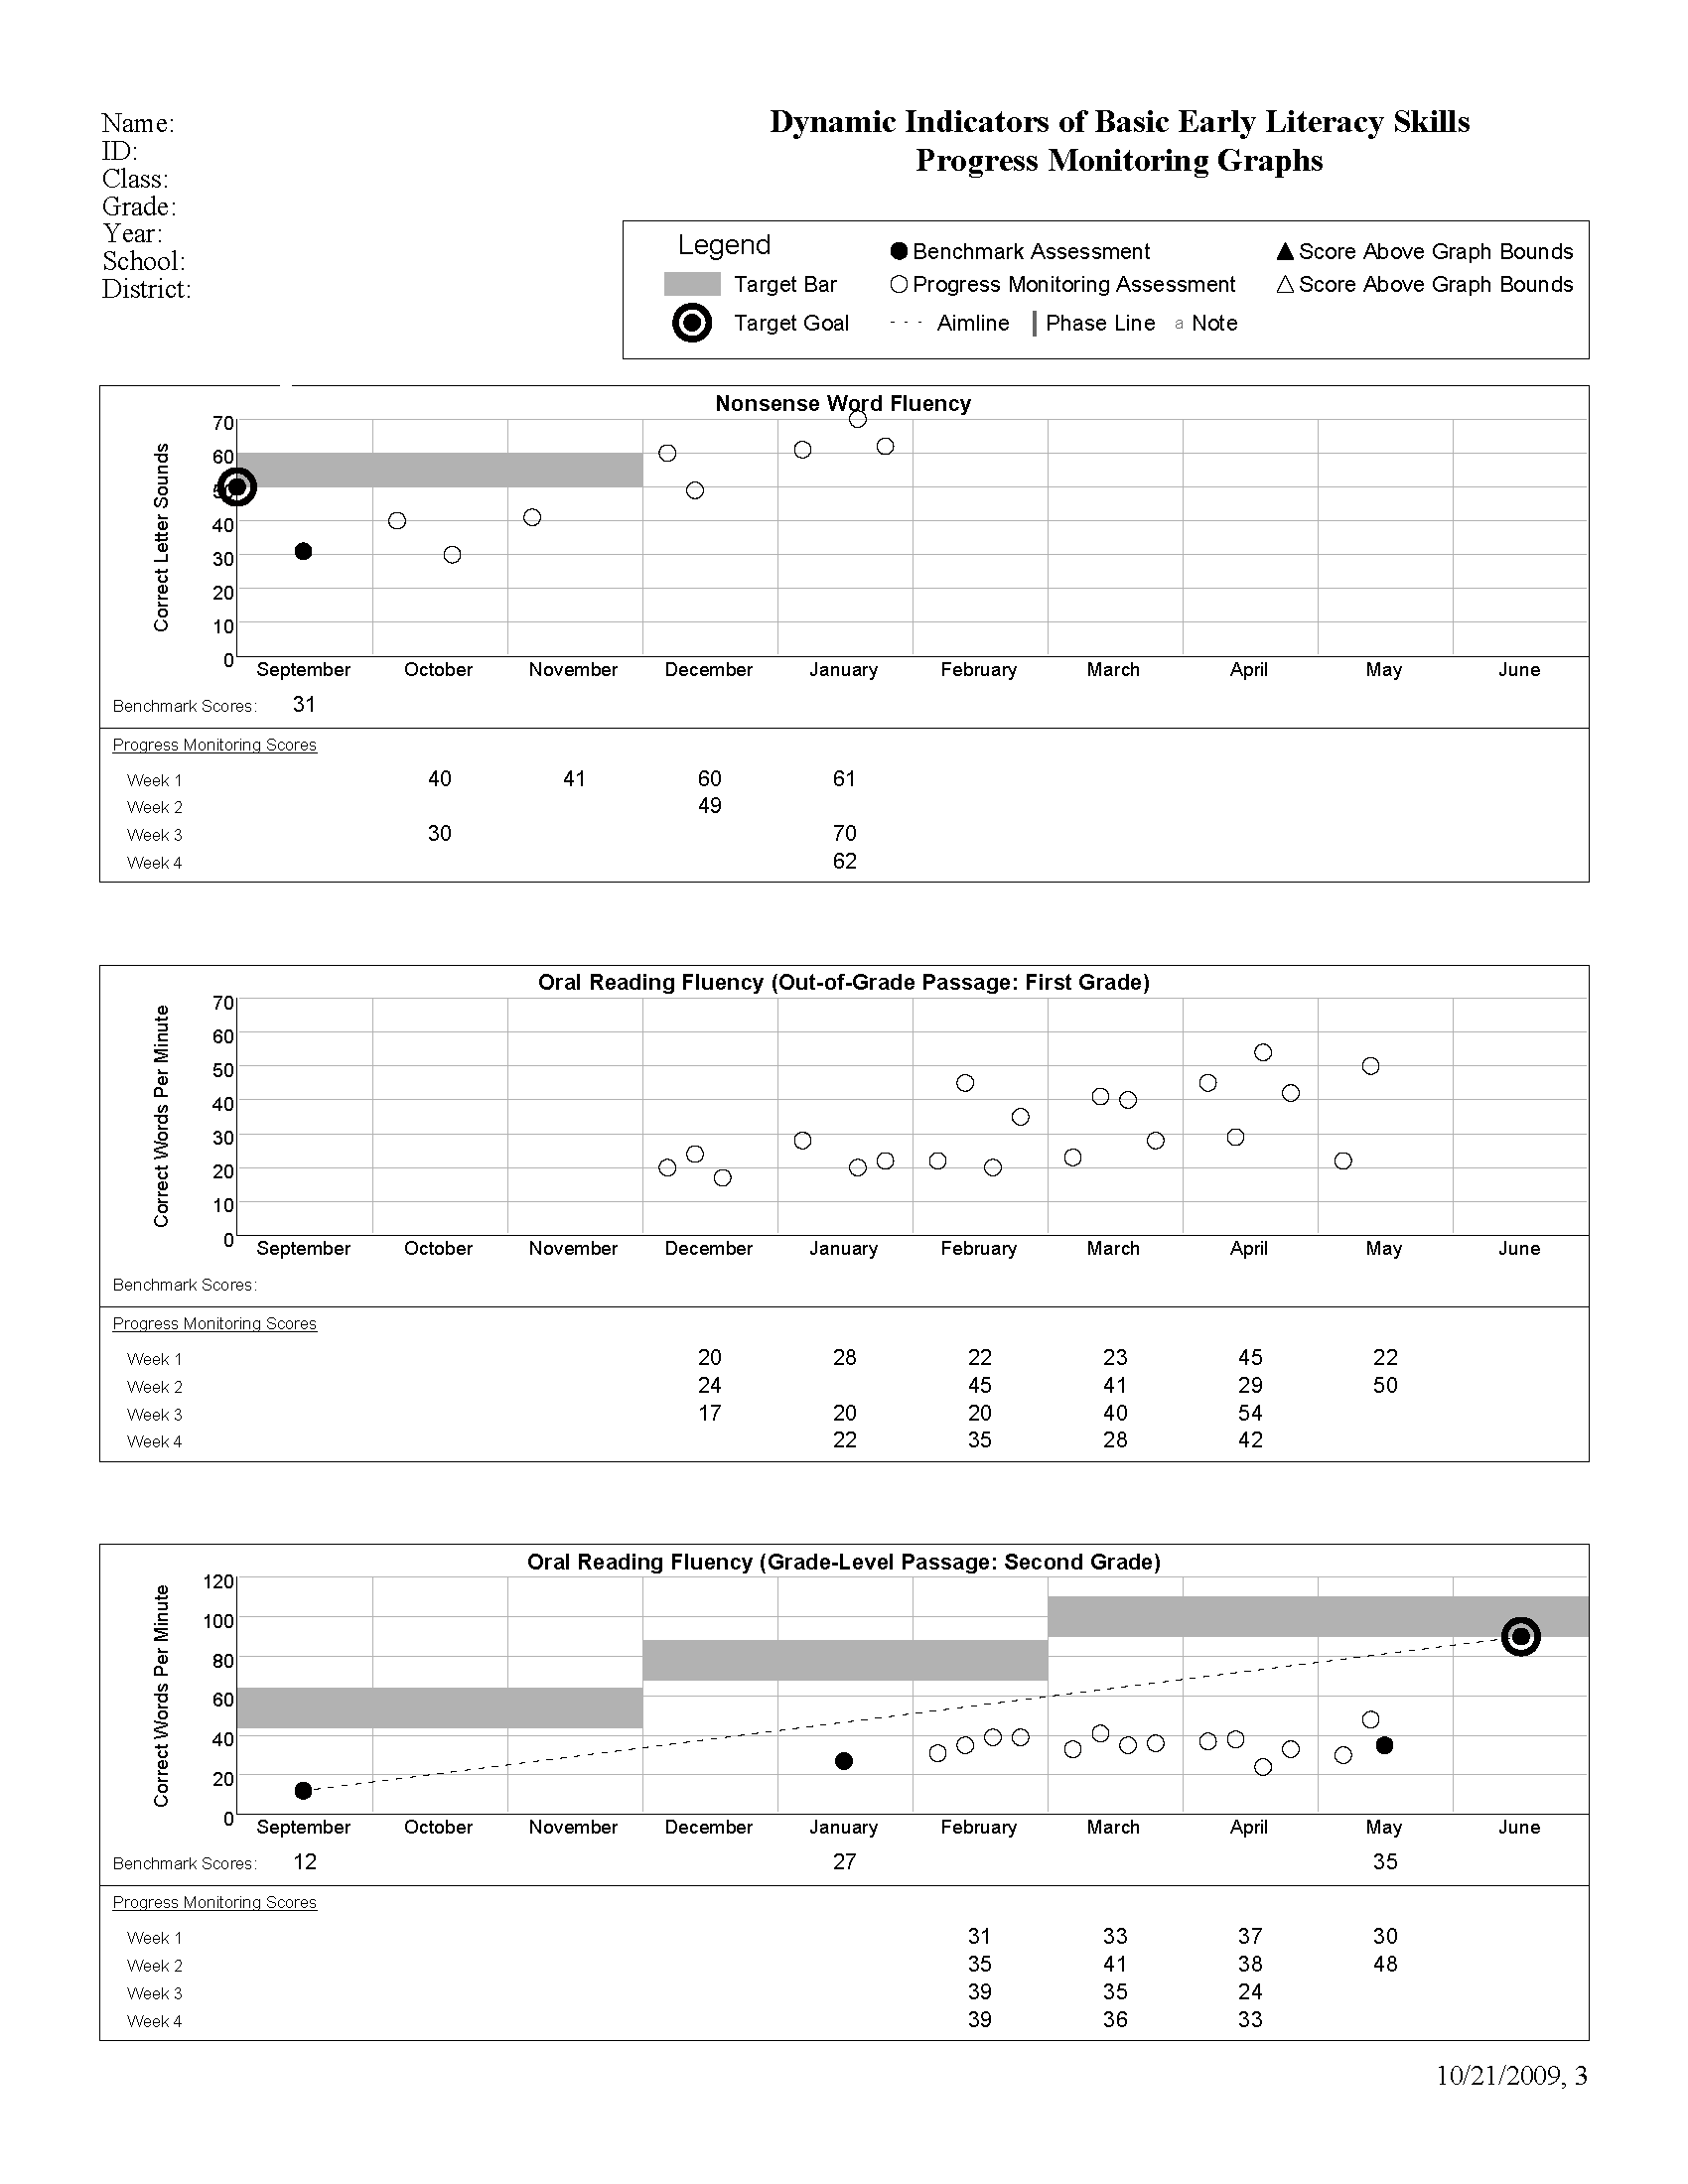 Name:
ID:
Class:
Grade:
Year:
School:
District:
Dynamic Indicators of Basic Early Literacy Skills
Progress Monitoring Graphs
Legend
Target Bar
Target Goal
Benchmark Assessment
Progress Monitoring Assessment
Aimline Phase Line a Note
Score Above Graph Bounds
Score Above Graph Bounds
Nonsense Word Fluency
Correct Letter Sounds
70
60
50
40
30
20
10
0
September October November December January February March April May June
Benchmark Scores: 31
Progress Monitoring Scores
Week 1 40 41 60 61
Week 2 49
Week 3 30 70
Week 4 62
Oral Reading Fluency (Out-of-Grade Passage: First Grade)
Correct Words Per Minute
70
60
50
40
30
20
10
0
September October November December January February March April May June
Benchmark Scores:
Progress Monitoring Scores
Week 1 20 28 22 23 45 22
Week 2 24 45 41 29 50
Week 3 17 20 20 40 54
Week 4 22 35 28 42
Oral Reading Fluency (Grade-Level Passage: Second Grade)
Correct Words Per Minute
120
100
80
60
40
20
0
September October November December January February March April May June
Benchmark Scores: 12 27 35
Progress Monitoring Scores
Week 1 31 33 37 30
Week 2 35 41 38 48
Week 3 39 35 24
Week 4 39 36 33
10/21/2009, 3